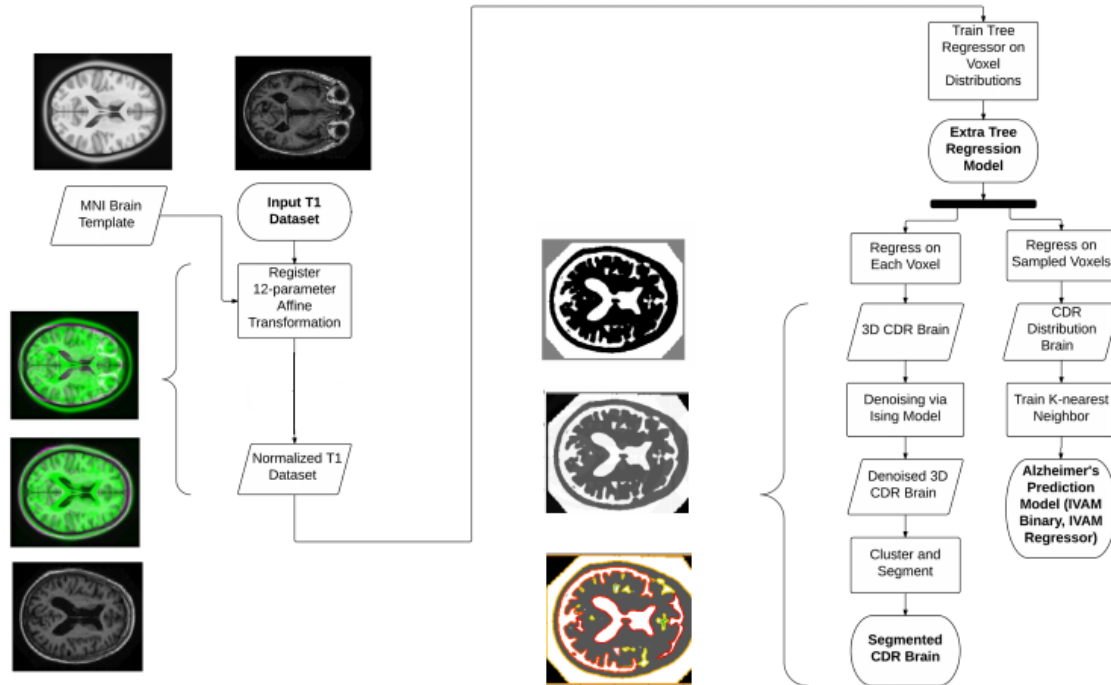 MNI Brain
Template
Input T1
Dataset
Register
12-parameter
Affine
Transformation
Normalized T1
Dataset
Train Tree
Regressor on
Voxel
Distributions
Extra Tree
Regression
Model
Regress on
Each Voxel
3D CDR Brain
Denoising via
Ising Model
Denoised 3D
CDR Brain
Cluster and
Segment
Segmented
CDR Brain
Regress on
Sampled Voxels
CDR
Distribution
Brain
Train K-nearest
Neighbor
Alzheimer's
Prediction
Model (IVAM
Binary, IVAM
Regressor)